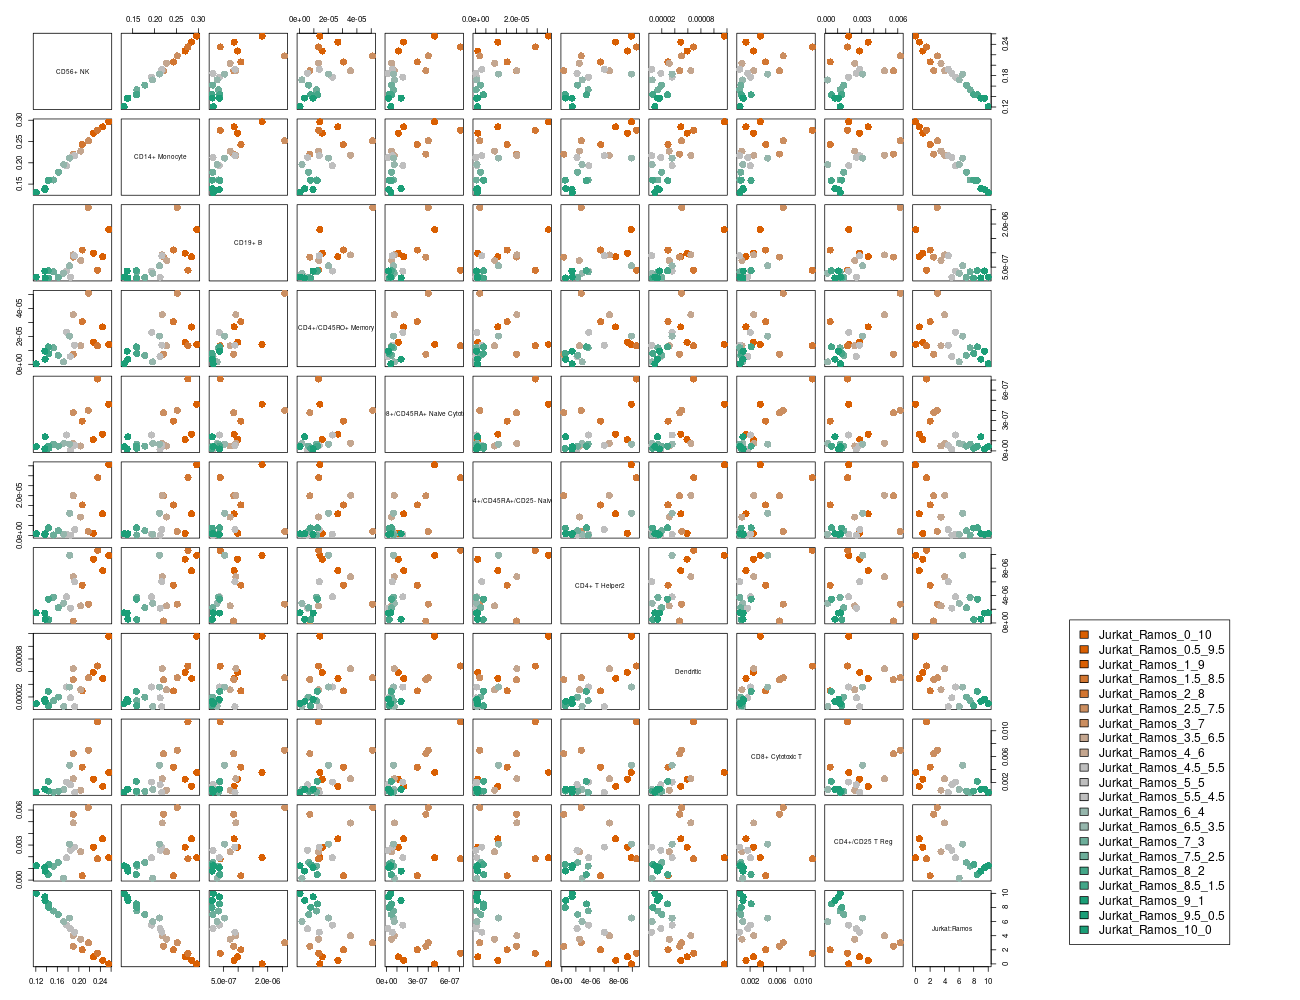 0.15 0.20 0.25 0.30
0e+00 2e-05 4e-05
0.0e+00 2.0e-05
0.00002 0.00008
0.000 0.003 0.006
CD56+ NK
0.12 0.18 0.24
0.15 0.20 0.25 0.30
CD14+ Monocyte
CD19+ B
5.0e-07 2.0e-06
0e+00 2e-05 4e-05
CD4+/CD45RO+ Memory
8+/CD45RA+ Naive Cytot
0e+00 3e-07 6e-07
0.0e+00 2.0e-05
4+/CD45RA+/CD25- Naiv
CD4+ T Helper2
0e+00 4e-06 8e-06
0.00002 0.00008
Dendritic
CD8+ Cytotoxic T
0.002 0.006 0.010
0.000 0.003 0.006
CD4+/CD25 T Reg
Jurkat:Ramos
0 2 4 6 8 10
0.12 0.16 0.20 0.24
5.0e-07 2.0e-06
0e+00 3e-07 6e-07
0e+00 4e-06 8e-06
0.002 0.006 0.010
0 2 4 6 8 10
Jurkat_Ramos_0_10
Jurkat_Ramos_0.5_9.5
Jurkat_Ramos_1_9
Jurkat_Ramos_1.5_8.5
Jurkat_Ramos_2_8
Jurkat_Ramos_2.5_7.5
Jurkat_Ramos_3_7
Jurkat_Ramos_3.5_6.5
Jurkat_Ramos_4_6
Jurkat_Ramos_4.5_5.5
Jurkat_Ramos_5_5
Jurkat_Ramos_5.5_4.5
Jurkat_Ramos_6_4
Jurkat_Ramos_6.5_3.5
Jurkat_Ramos_7_3
Jurkat_Ramos_7.5_2.5
Jurkat_Ramos_8_2
Jurkat_Ramos_8.5_1.5
Jurkat_Ramos_9_1
Jurkat_Ramos_9.5_0.5
Jurkat_Ramos_10_0